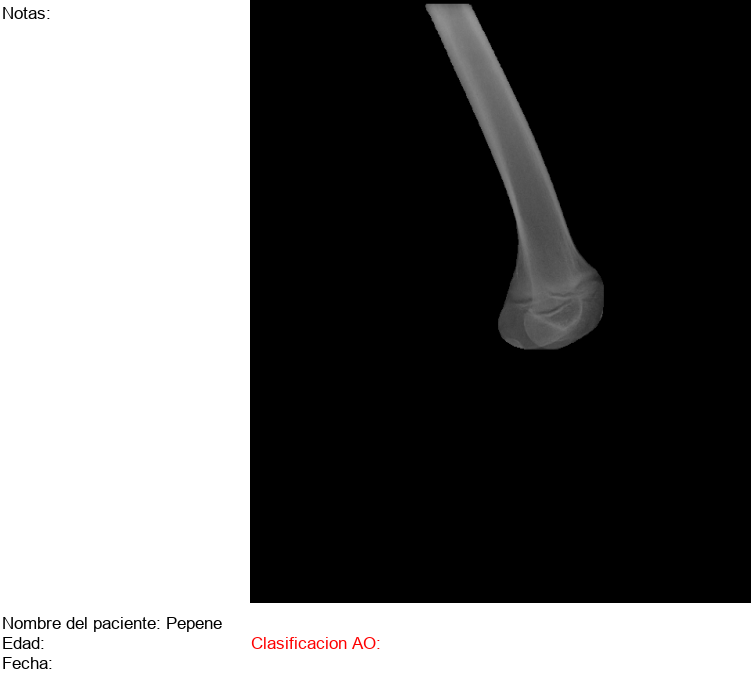 Notas:
Nombre del paciente: Pepene
Edad:
Clasificacion AO:
Fecha: